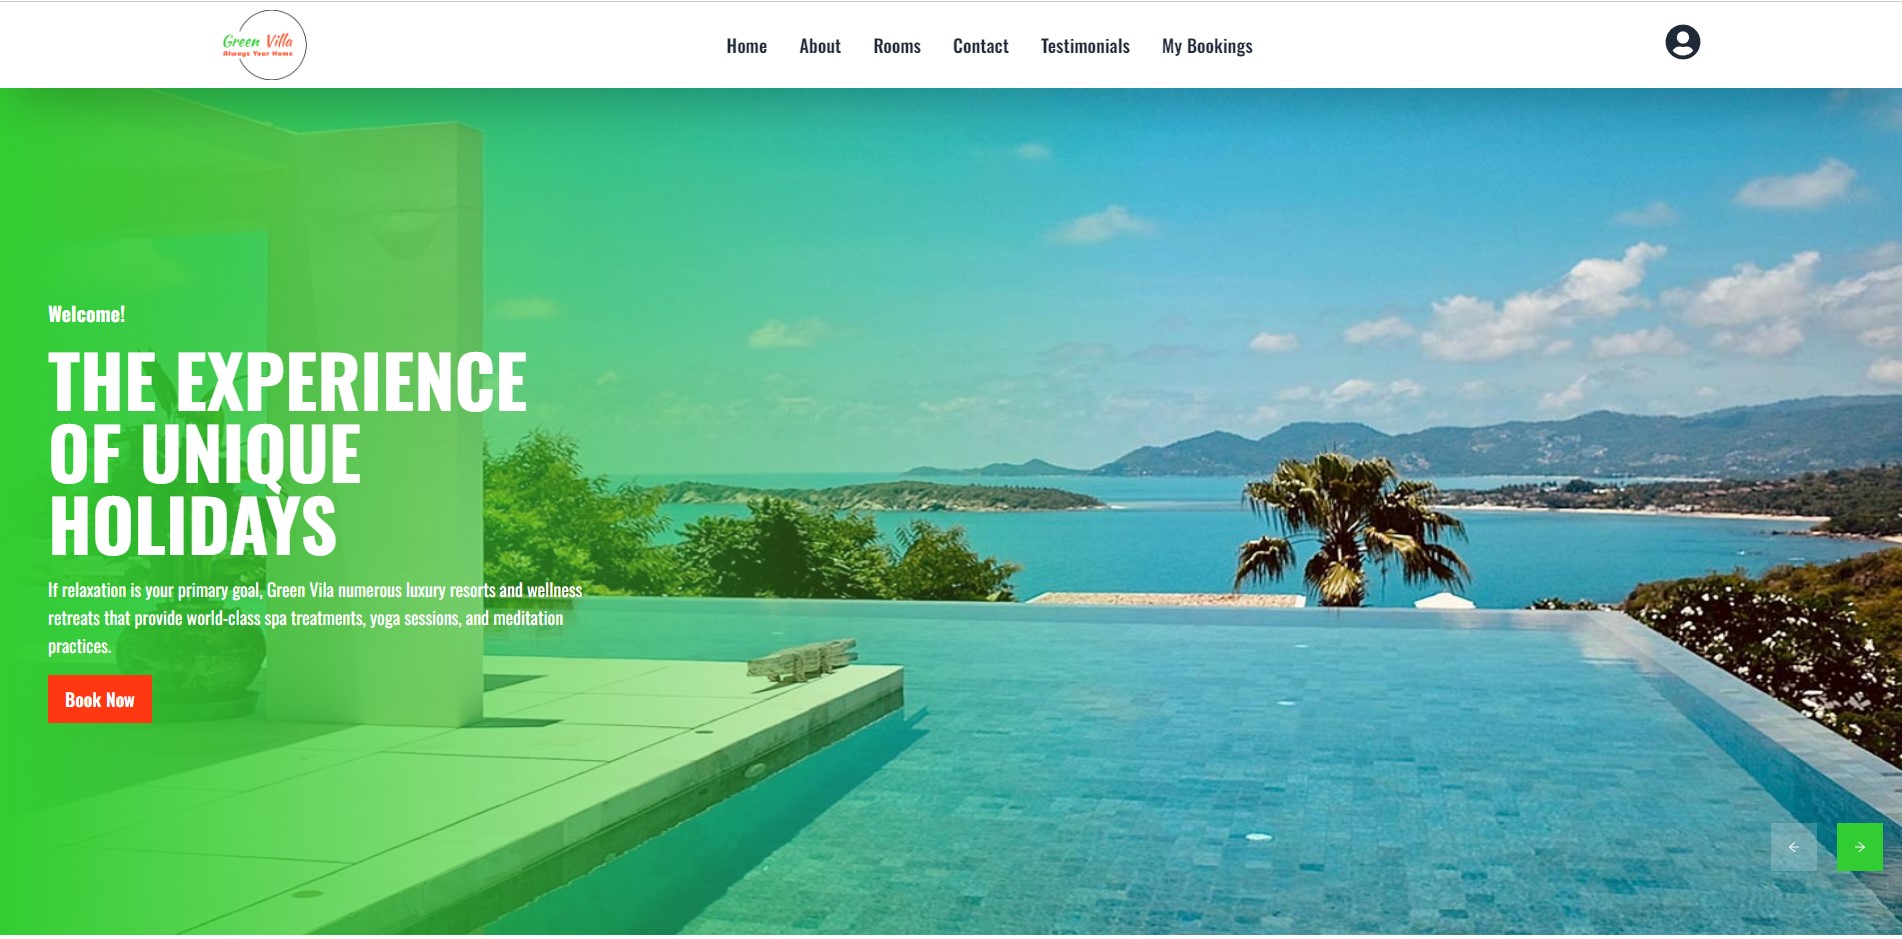 Green Villa
Always Your Home
Home About Rooms Contact Testimonials My Bookings
Welcome!
THE EXPERIENCE
OF UNIQUE
HOLIDAYS
If relaxation is your primary goal, Green Vila numerous luxury resorts and wellness
retreats that provide world-class spa treatments, yoga sessions, and meditation
practices.
Book Now